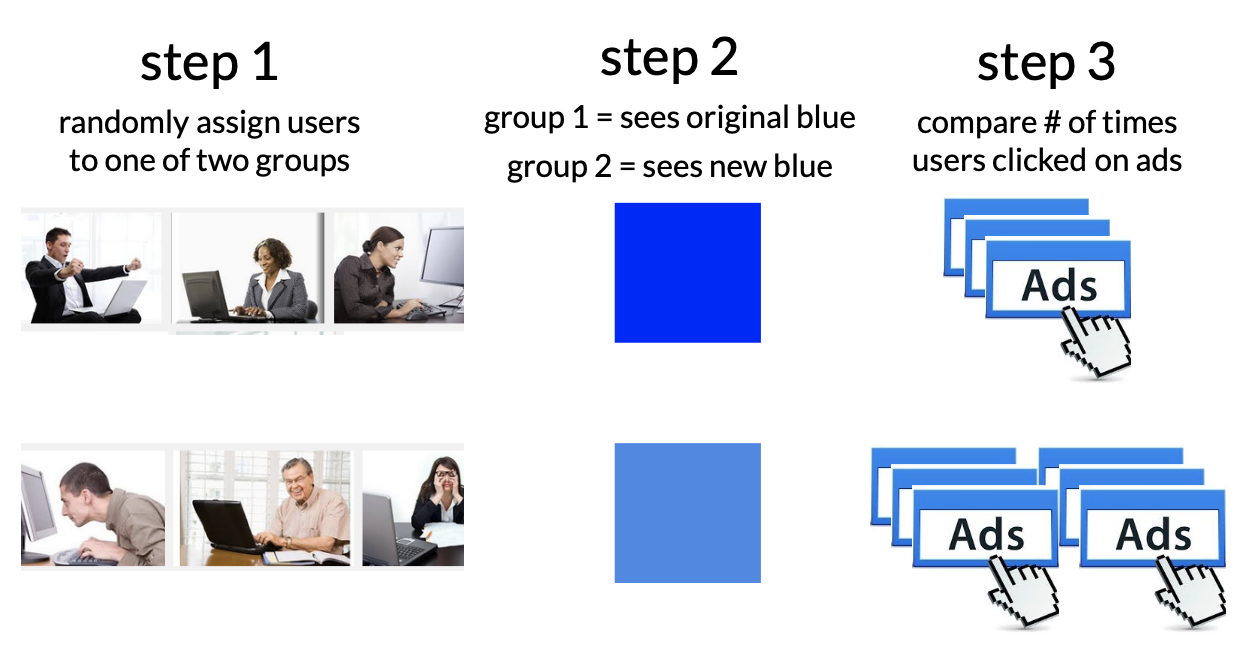 step 1
randomly assign users
to one of two groups
step 2
group 1 = sees original blue
group 2 = sees new blue
step 3
compare # of times
users clicked on ads
Ads
Ads
Ads